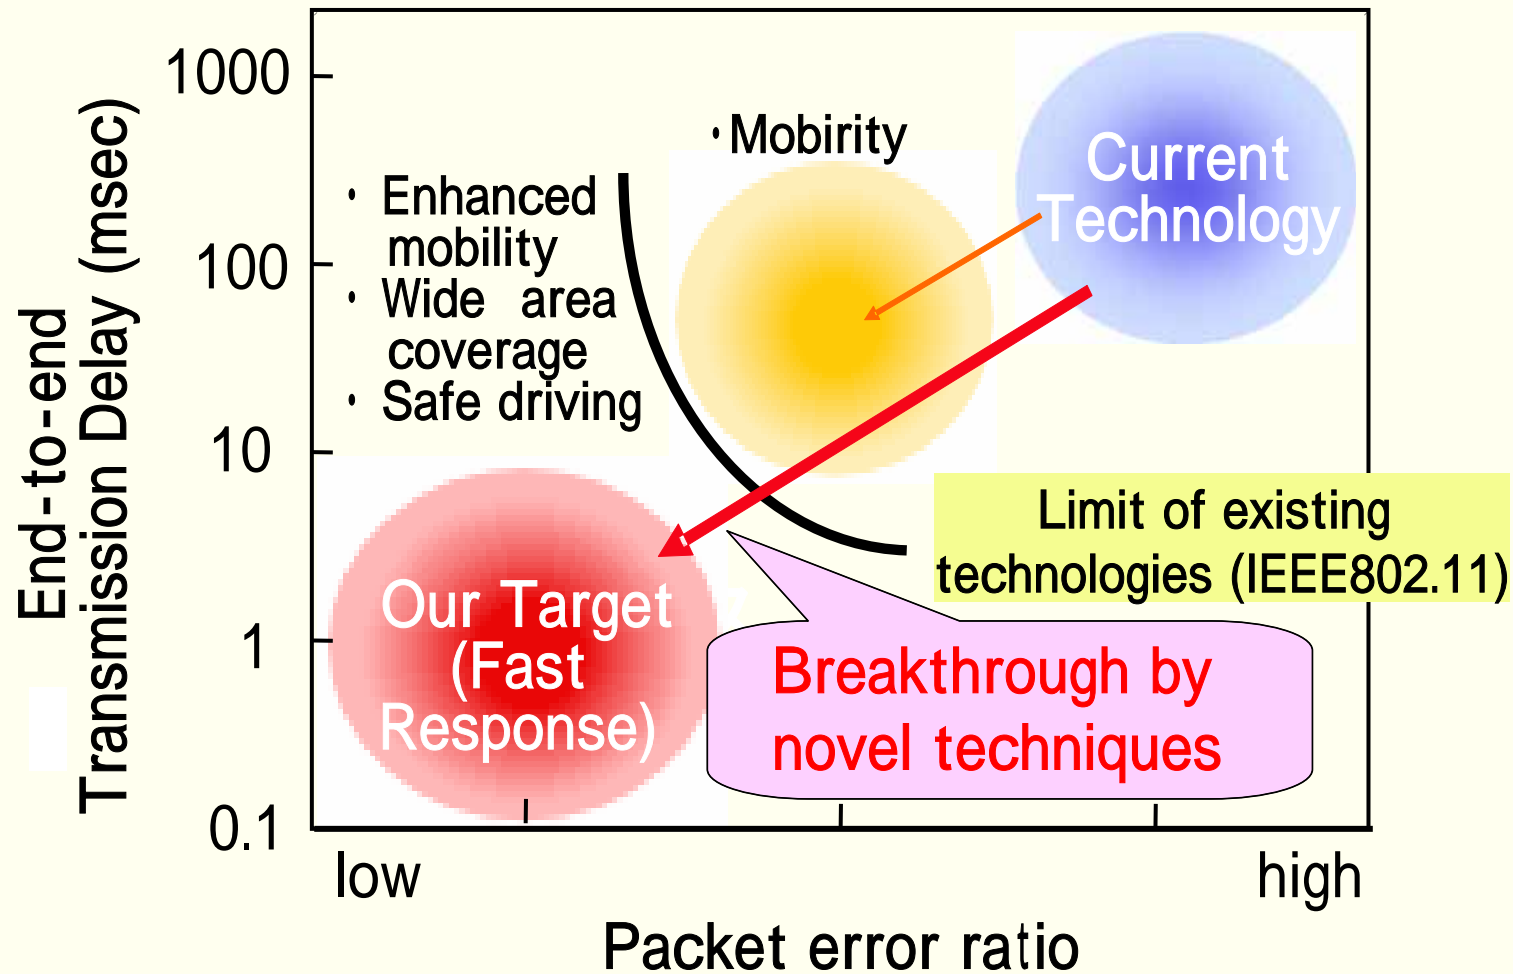 End-to-end
Transmission Delay (msec)
1000
100
10
1
0.1
・Mobirity
・ Enhanced
mobility
・ Wide area
coverage
・ Safe driving
Current
Technology
Limit of existing
technologies (IEEE802.11)
Our Target
(Fast
Response)
Breakthrough by
novel techniques
low
high
Packet error ratio